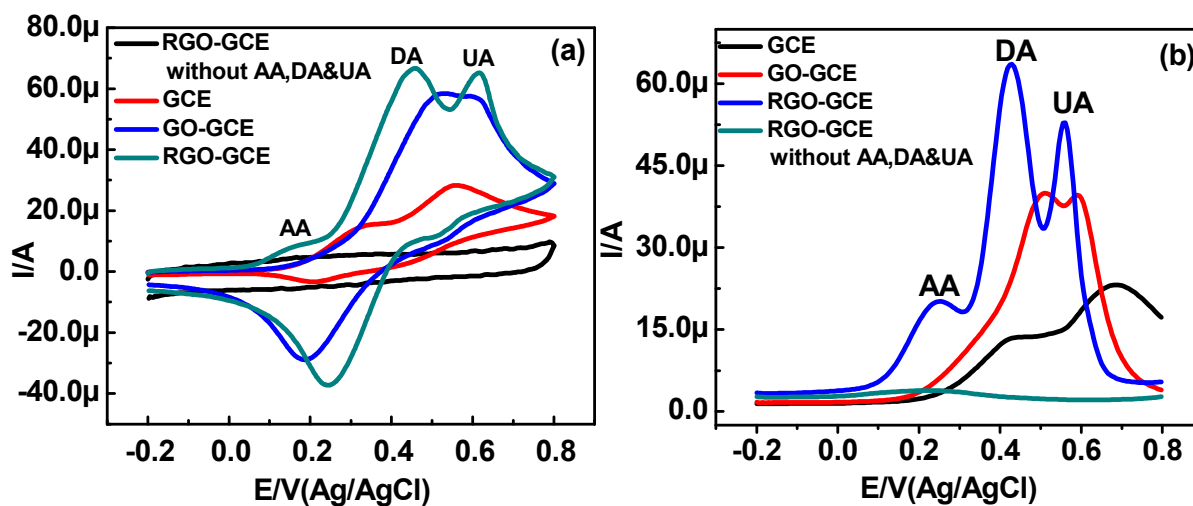 80.0µ
60.0µ
40.0µ
20.0µ
0.0
-20.0µ
-40.0µ
I/A
-0.2 0.0 0.2 0.4 0.6 0.8
E/V(Ag/AgCl)
(a)
RGO-GCE
without AA,DA&UA
GCE
GO-GCE
RGO-GCE
AA
DA
UA
60.0µ
45.0µ
30.0µ
15.0µ
0.0
I/A
-0.2 0.0 0.2 0.4 0.6 0.8
E/V(Ag/AgCl)
(b)
GCE
GO-GCE
RGO-GCE
RGO-GCE
without AA,DA&UA
AA
DA
UA